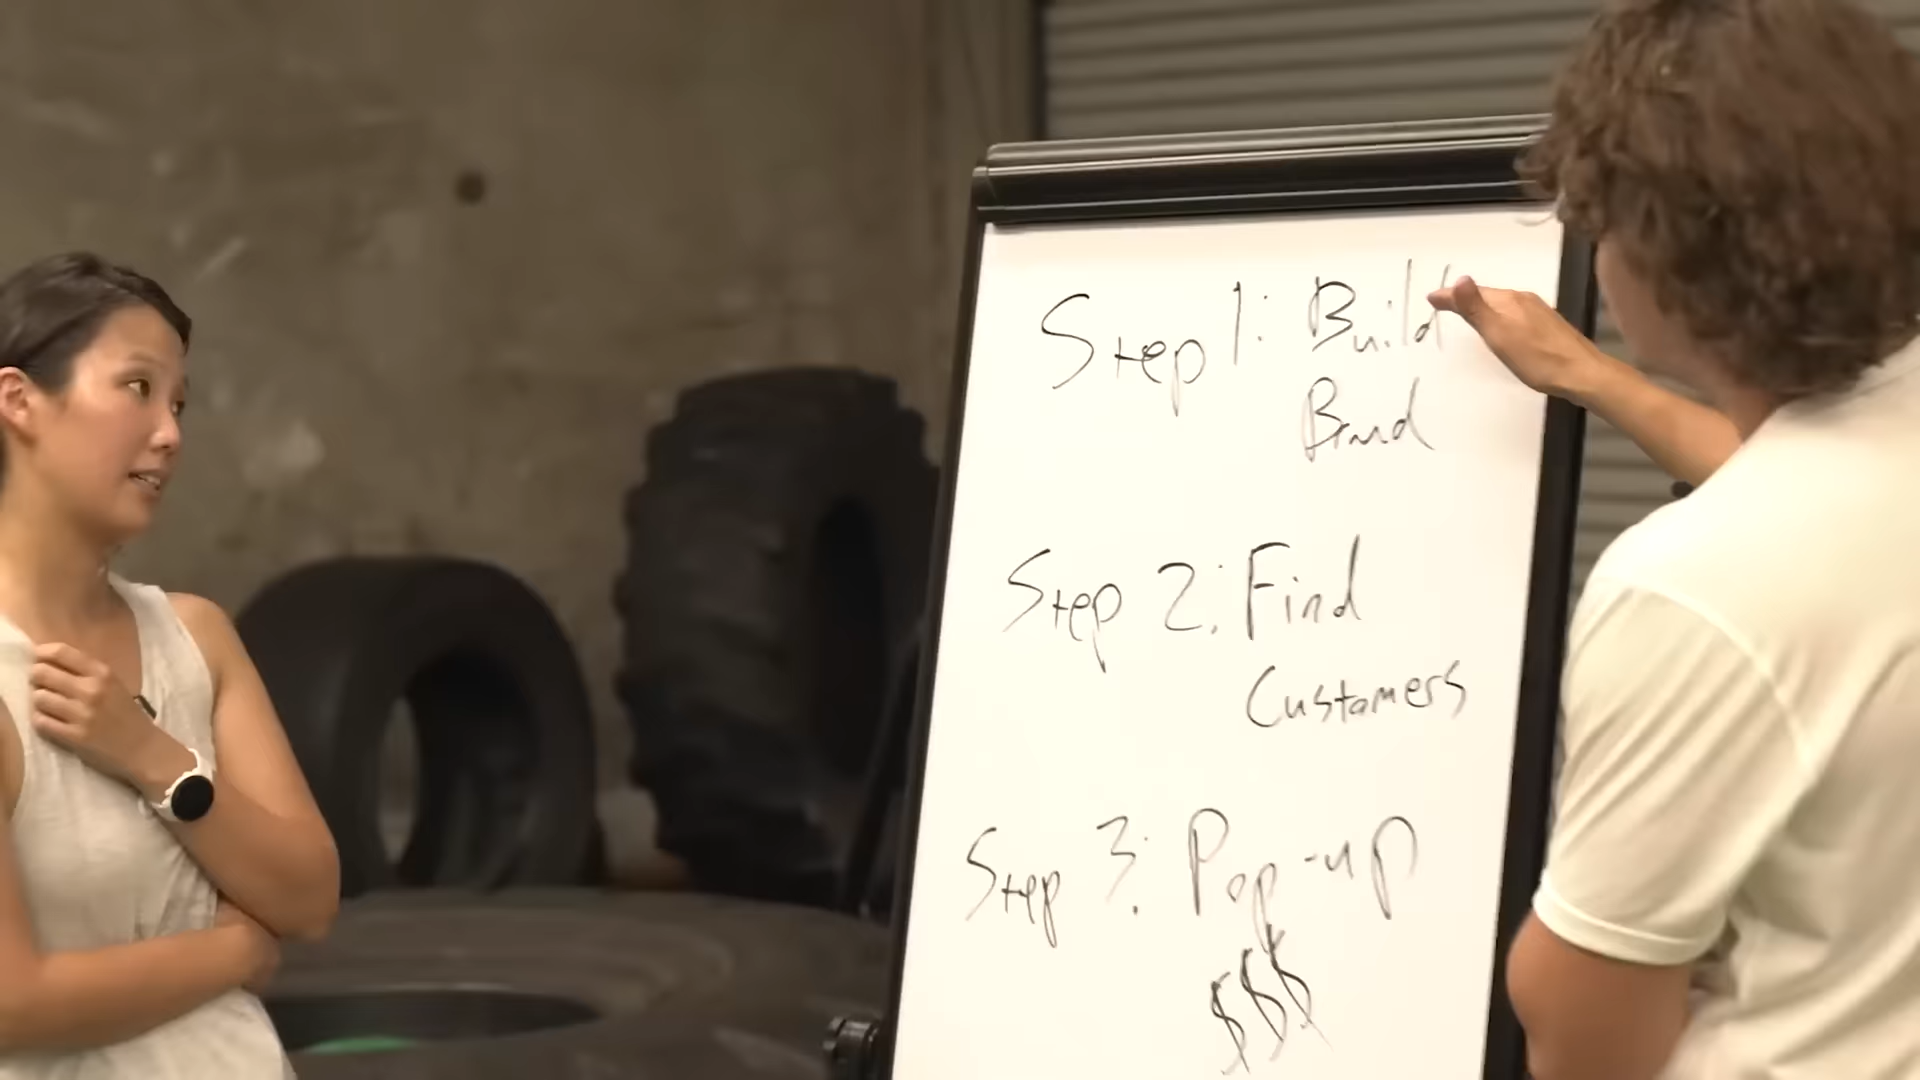 Step 1: Build
Brand
Step 2: Find
Customers
Step 3: Pop-up
$$$